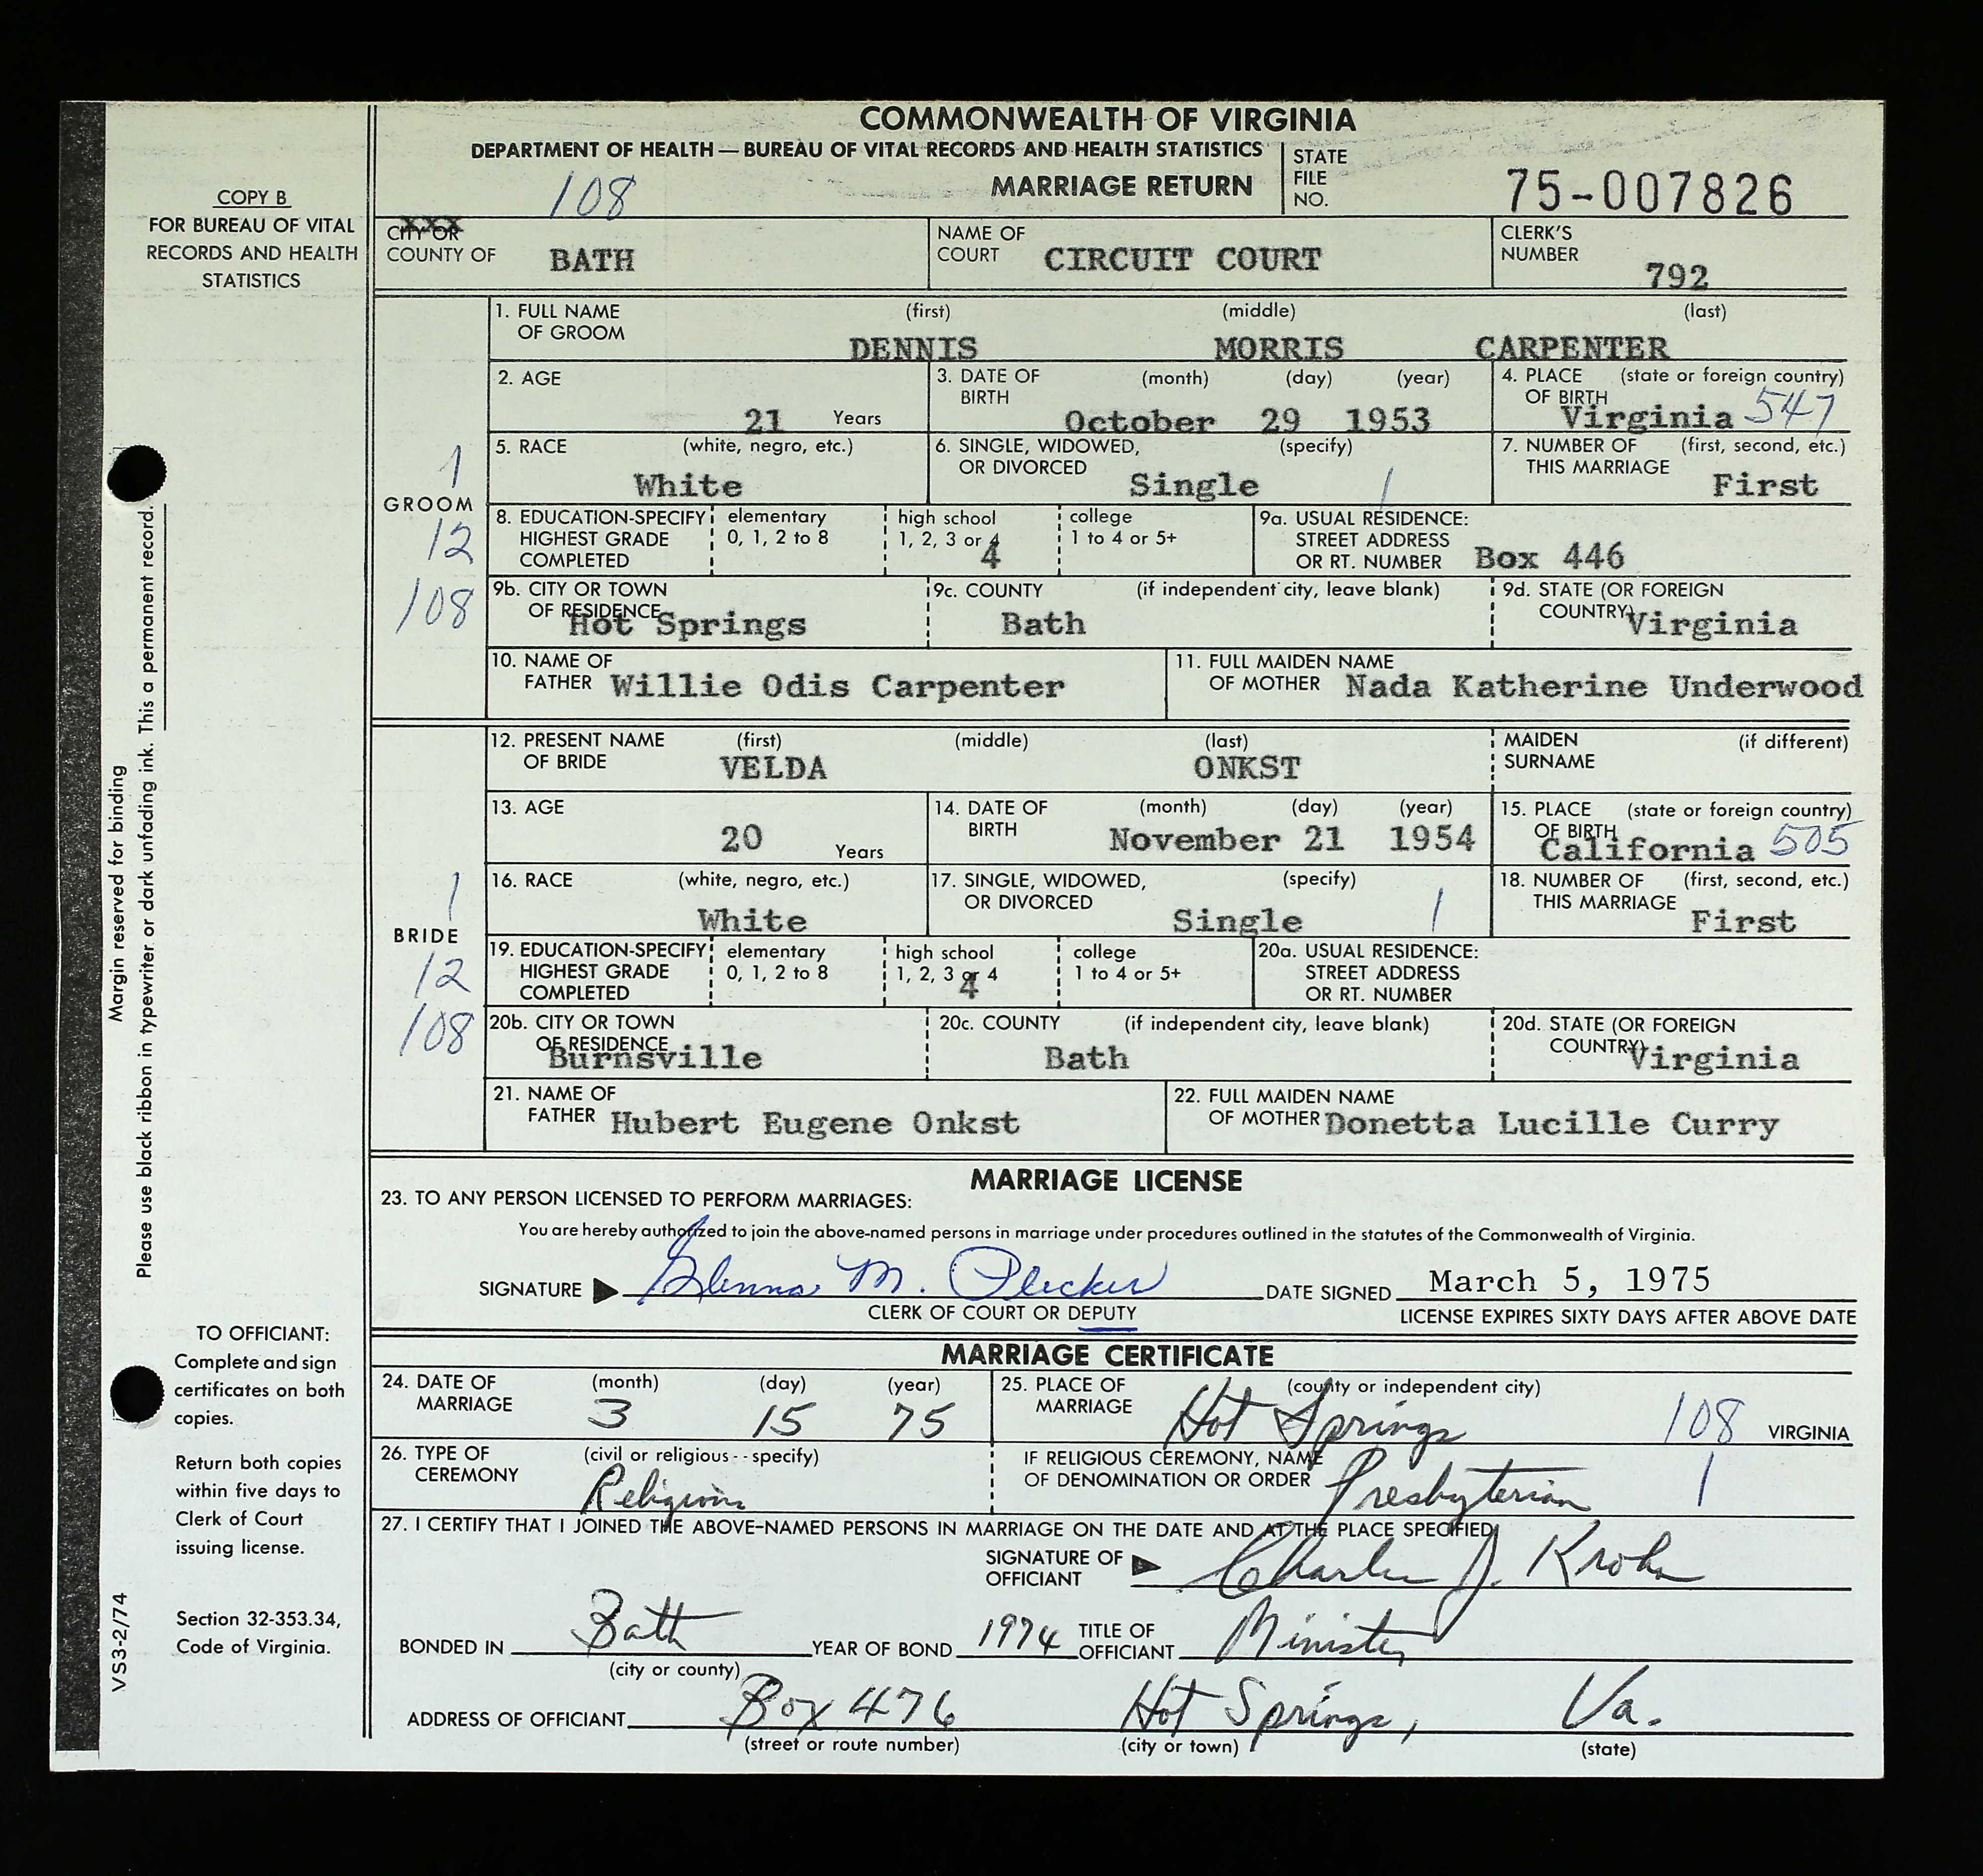 COMMONWEALTH OF VIRGINIA
DEPARTMENT OF HEALTH — BUREAU OF VITAL RECORDS AND HEALTH STATISTICS
108 MARRIAGE RETURN
STATE FILE NO. 75-007826
COPY B
FOR BUREAU OF VITAL
RECORDS AND HEALTH
STATISTICS
CITY OR XXX
COUNTY OF BATH
NAME OF COURT CIRCUIT COURT
CLERK'S NUMBER 792
GROOM
1
12
108
1. FULL NAME OF GROOM (first) (middle) (last)
DENNIS MORRIS CARPENTER
2. AGE 21 Years
3. DATE OF BIRTH (month) (day) (year)
October 29 1953
4. PLACE OF BIRTH (state or foreign country)
Virginia 547
5. RACE (white, negro, etc.)
White
6. SINGLE, WIDOWED, OR DIVORCED (specify)
Single 1
7. NUMBER OF THIS MARRIAGE (first, second, etc.)
First
8. EDUCATION-SPECIFY HIGHEST GRADE COMPLETED
elementary 0, 1, 2 to 8
high school 1, 2, 3 or 4
4
college 1 to 4 or 5+
9a. USUAL RESIDENCE: STREET ADDRESS OR RT. NUMBER Box 446
9b. CITY OR TOWN OF RESIDENCE
Hot Springs
9c. COUNTY (if independent city, leave blank)
Bath
9d. STATE (OR FOREIGN COUNTRY)
Virginia
10. NAME OF FATHER Willie Odis Carpenter
11. FULL MAIDEN NAME OF MOTHER Nada Katherine Underwood
BRIDE
1
12
108
12. PRESENT NAME OF BRIDE (first) (middle) (last)
VELDA ONKST
MAIDEN SURNAME (if different)
13. AGE 20 Years
14. DATE OF BIRTH (month) (day) (year)
November 21 1954
15. PLACE OF BIRTH (state or foreign country)
California 505
16. RACE (white, negro, etc.)
White
17. SINGLE, WIDOWED, OR DIVORCED (specify)
Single 1
18. NUMBER OF THIS MARRIAGE (first, second, etc.)
First
19. EDUCATION-SPECIFY HIGHEST GRADE COMPLETED
elementary 0, 1, 2 to 8
high school 1, 2, 3 or 4
4
college 1 to 4 or 5+
20a. USUAL RESIDENCE: STREET ADDRESS OR RT. NUMBER
20b. CITY OR TOWN OF RESIDENCE
Burnsville
20c. COUNTY (if independent city, leave blank)
Bath
20d. STATE (OR FOREIGN COUNTRY)
Virginia
21. NAME OF FATHER Hubert Eugene Onkst
22. FULL MAIDEN NAME OF MOTHER Donetta Lucille Curry
MARRIAGE LICENSE
23. TO ANY PERSON LICENSED TO PERFORM MARRIAGES:
You are hereby authorized to join the above-named persons in marriage under procedures outlined in the statutes of the Commonwealth of Virginia.
SIGNATURE Glenna M. Plecker DATE SIGNED March 5, 1975
CLERK OF COURT OR DEPUTY
LICENSE EXPIRES SIXTY DAYS AFTER ABOVE DATE
MARRIAGE CERTIFICATE
24. DATE OF MARRIAGE (month) (day) (year)
3 15 75
25. PLACE OF MARRIAGE (county or independent city)
Hot Springs 108 VIRGINIA
26. TYPE OF CEREMONY (civil or religious -- specify)
Religious
IF RELIGIOUS CEREMONY, NAME OF DENOMINATION OR ORDER Presbyterian 1
27. I CERTIFY THAT I JOINED THE ABOVE-NAMED PERSONS IN MARRIAGE ON THE DATE AND AT THE PLACE SPECIFIED
SIGNATURE OF OFFICIANT Charles J. Krohn
BONDED IN Bath YEAR OF BOND 1974 TITLE OF OFFICIANT Minister
(city or county)
ADDRESS OF OFFICIANT Box 476 Hot Springs, Va.
(street or route number) (city or town) (state)
TO OFFICIANT:
Complete and sign
certificates on both
copies.
Return both copies
within five days to
Clerk of Court
issuing license.
Section 32-353.34,
Code of Virginia.
Margin reserved for binding
Please use black ribbon in typewriter or dark unfading ink. This a permanent record.
VS3-2/74